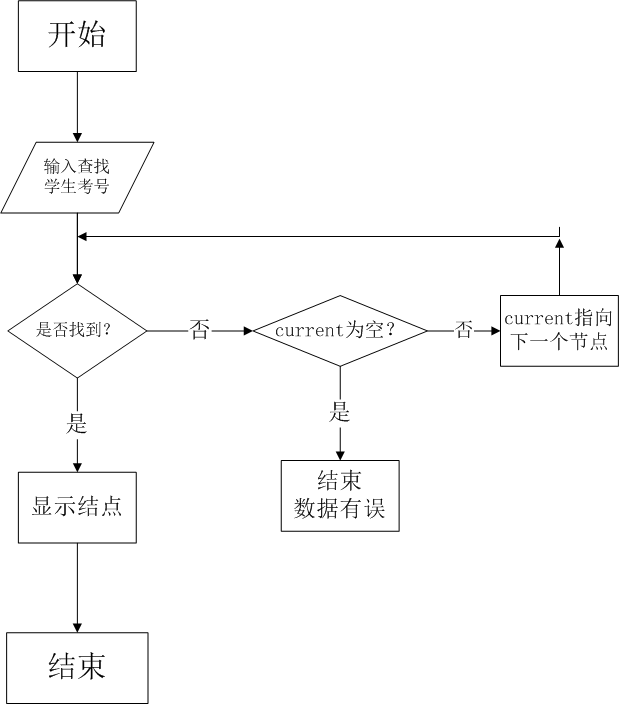 开始
输入查找
学生考号
是否找到?
否
current为空?
否
current指向
下一个节点
是
是
显示结点
结束
数据有误
结束